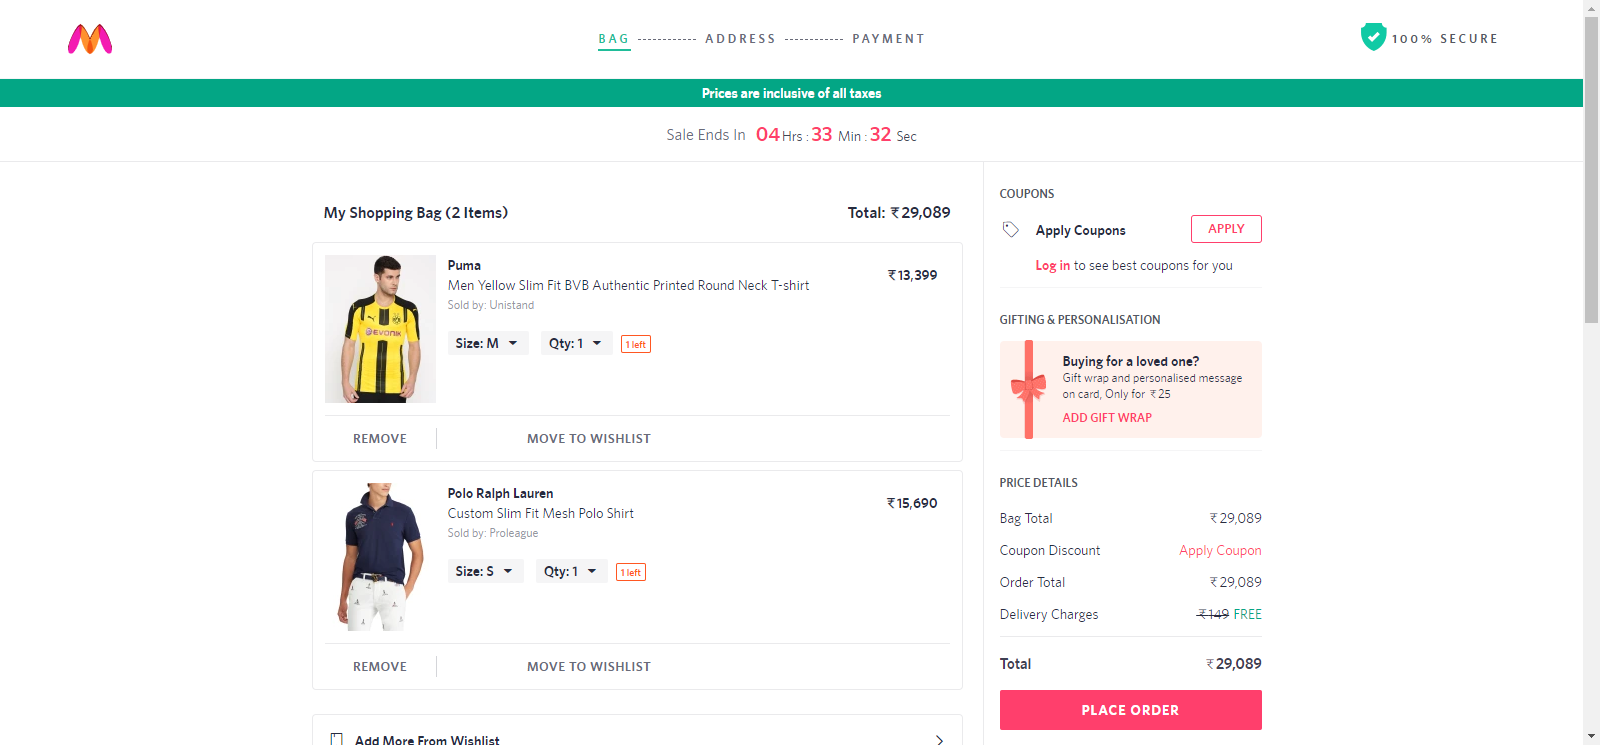 BAG ADDRESS PAYMENT
100% SECURE
Prices are inclusive of all taxes
Sale Ends In 04 Hrs : 33 Min : 32 Sec
My Shopping Bag (2 Items) Total: ₹ 29,089
Puma
₹ 13,399
Men Yellow Slim Fit BVB Authentic Printed Round Neck T-shirt
Sold by: Unistand
Size: M Qty: 1 1 left
EVONIK
REMOVE MOVE TO WISHLIST
Polo Ralph Lauren
₹ 15,690
Custom Slim Fit Mesh Polo Shirt
Sold by: Proleague
Size: S Qty: 1 1 left
REMOVE MOVE TO WISHLIST
Add More From Wishlist
COUPONS
Apply Coupons APPLY
Log in to see best coupons for you
GIFTING & PERSONALISATION
Buying for a loved one?
Gift wrap and personalised message
on card, Only for ₹ 25
ADD GIFT WRAP
PRICE DETAILS
Bag Total ₹ 29,089
Coupon Discount Apply Coupon
Order Total ₹ 29,089
Delivery Charges ₹ 149 FREE
Total ₹ 29,089
PLACE ORDER